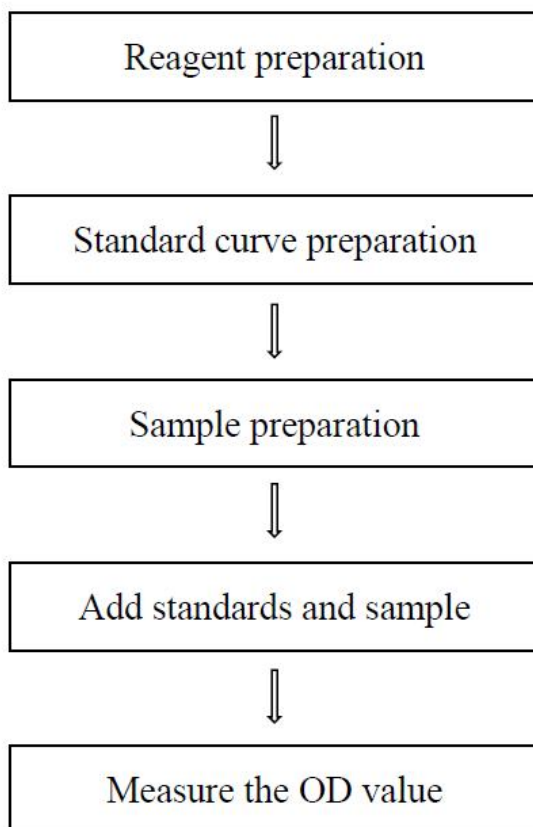 Reagent preparation
Standard curve preparation
Sample preparation
Add standards and sample
Measure the OD value